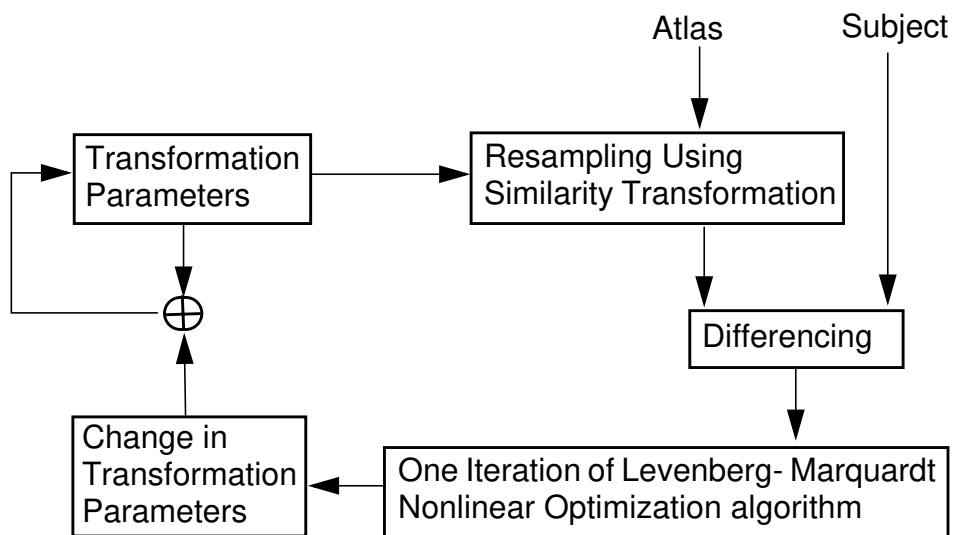 Atlas
Subject
Transformation
Parameters
Resampling Using
Similarity Transformation
Differencing
Change in
Transformation
Parameters
One Iteration of Levenberg- Marquardt
Nonlinear Optimization algorithm